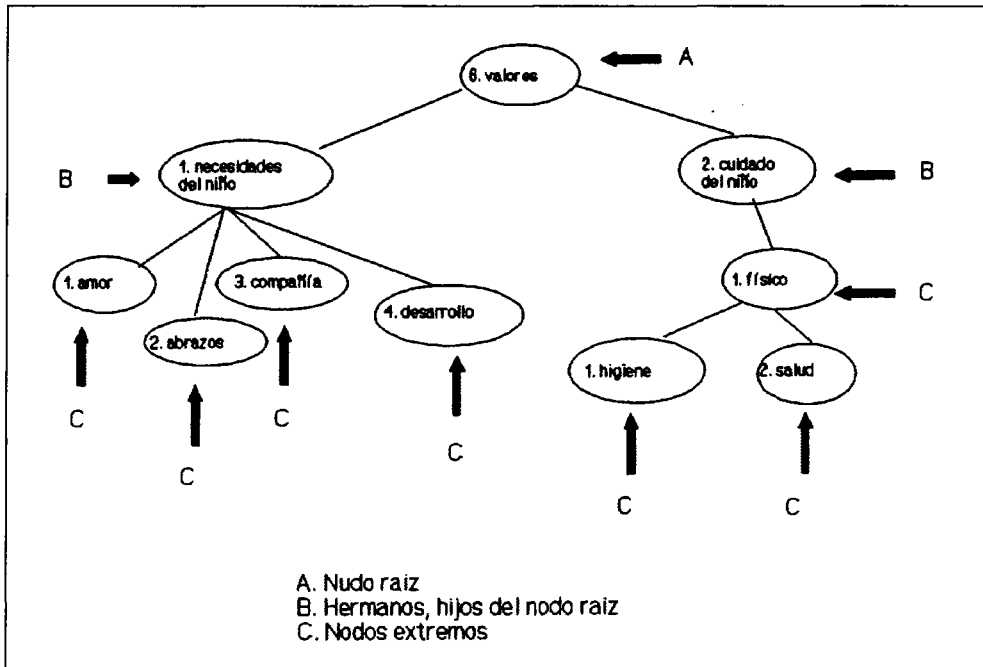 6. valores
A
1. necesidades
del niño
B
2. cuidado
del niño
B
1. amor
2. abrazos
3. compañía
4. desarrollo
1. físico
C
1. higiene
2. salud
C
C
C
C
C
C
A. Nudo raiz
B. Hermanos, hijos del nodo raiz
C. Nodos extremos